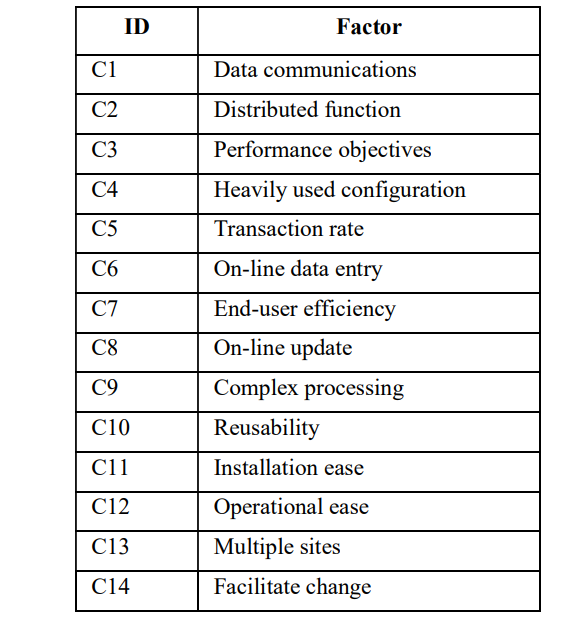 ID Factor
C1 Data communications
C2 Distributed function
C3 Performance objectives
C4 Heavily used configuration
C5 Transaction rate
C6 On-line data entry
C7 End-user efficiency
C8 On-line update
C9 Complex processing
C10 Reusability
C11 Installation ease
C12 Operational ease
C13 Multiple sites
C14 Facilitate change